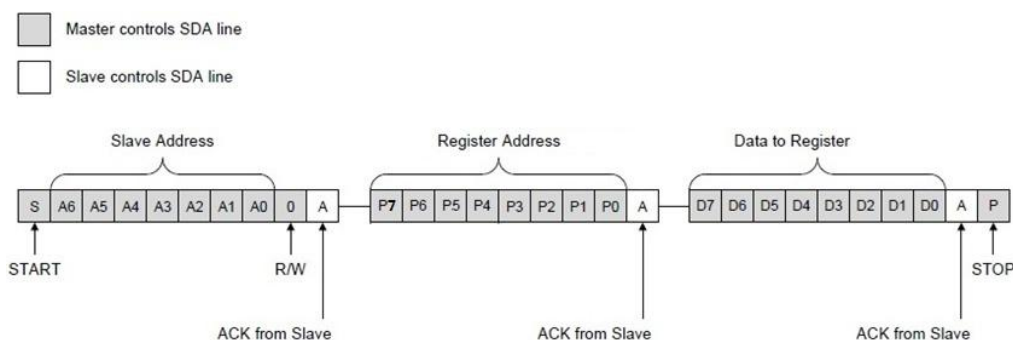 Master controls SDA line
Slave controls SDA line
Slave Address Register Address Data to Register
S A6 A5 A4 A3 A2 A1 A0 0 A P7 P6 P5 P4 P3 P2 P1 P0 A D7 D6 D5 D4 D3 D2 D1 D0 A P
START R/W STOP
ACK from Slave ACK from Slave ACK from Slave